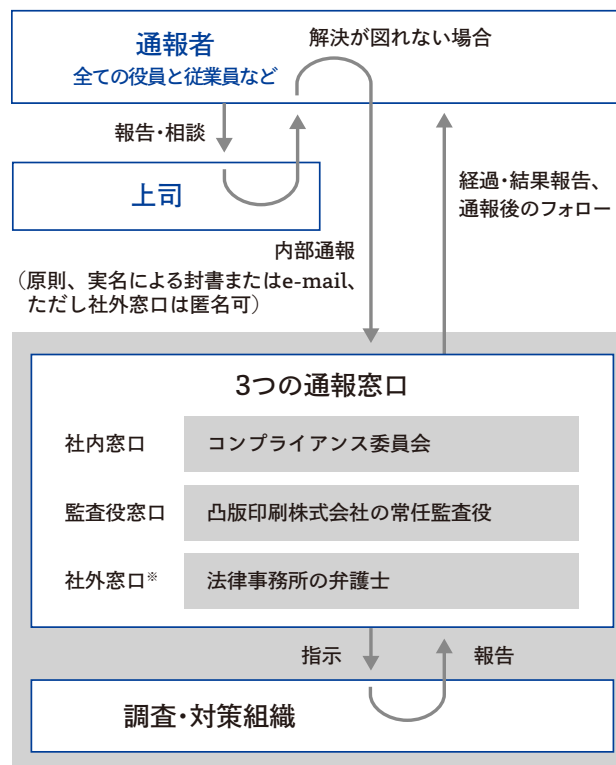 通報者
全ての役員と従業員など
解決が図れない場合
報告・相談
上司
経過・結果報告、
通報後のフォロー
内部通報
（原則、実名による封書またはe-mail、
ただし社外窓口は匿名可）
3つの通報窓口
社内窓口 コンプライアンス委員会
監査役窓口 凸版印刷株式会社の常任監査役
社外窓口※ 法律事務所の弁護士
指示
報告
調査・対策組織